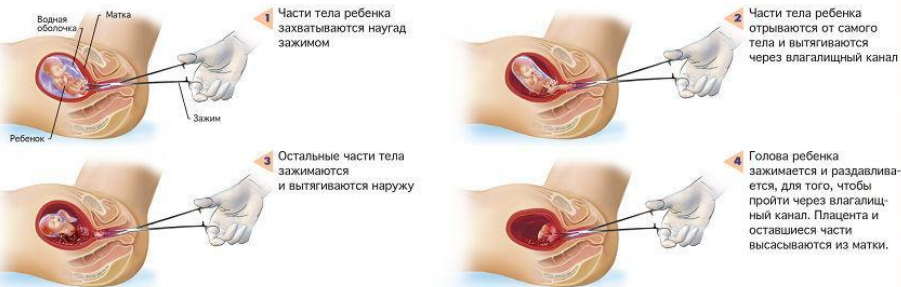 Водная
оболочка
Матка
Ребенок
Зажим
1 Части тела ребенка
захватываются наугад
зажимом
2 Части тела ребенка
отрываются от самого
тела и вытягиваются
через влагалищный канал
3 Остальные части тела
зажимаются
и вытягиваются наружу
4 Голова ребенка
зажимается и раздавлива-
ется, для того, чтобы
пройти через влагалищ-
ный канал. Плацента и
оставшиеся части
высасываются из матки.